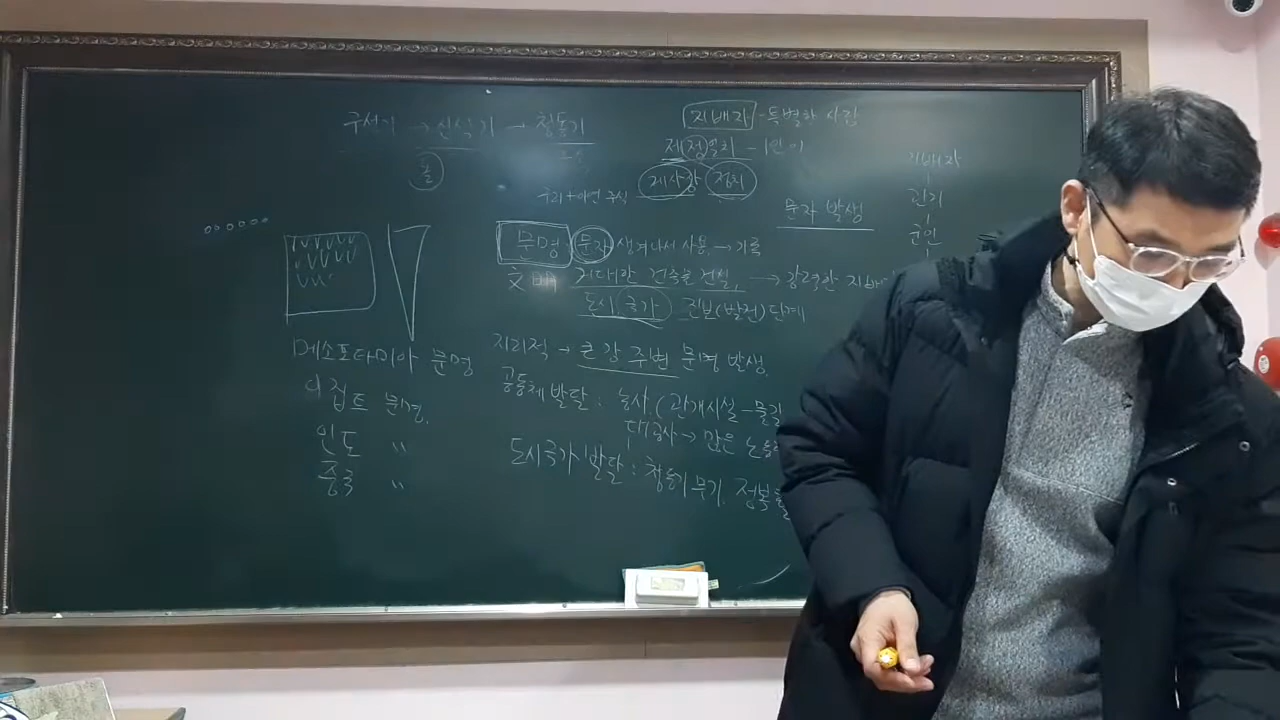 구석기 → 신석기 → 청동기
돌
지배자 - 특별한 사람
제(정)일치 - 1인이
제사장 정치
문자 발생
지배자
관리
군인
문명 : 문자 생겨나서 사용. → 기록
거대한 건축물 건설, → 강력한 지배
도시국가 진보(발전)단계
지리적 → 큰 강 주변 문명 발생.
공동체 발달 : 농사. (관개시설 - 물길
대공사 → 많은 노동
도시국가 발달 : 청동기 무기. 정복활
메소포타미아 문명
이집트 문명.
인도 〃
중국 〃